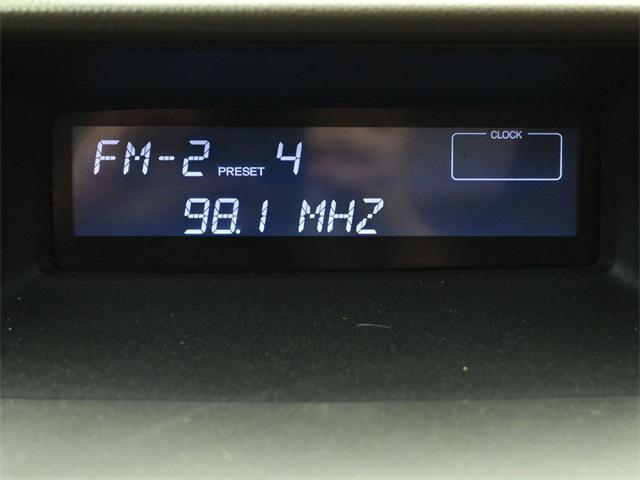 FM-2 PRESET 4 CLOCK
98.1 MHZ